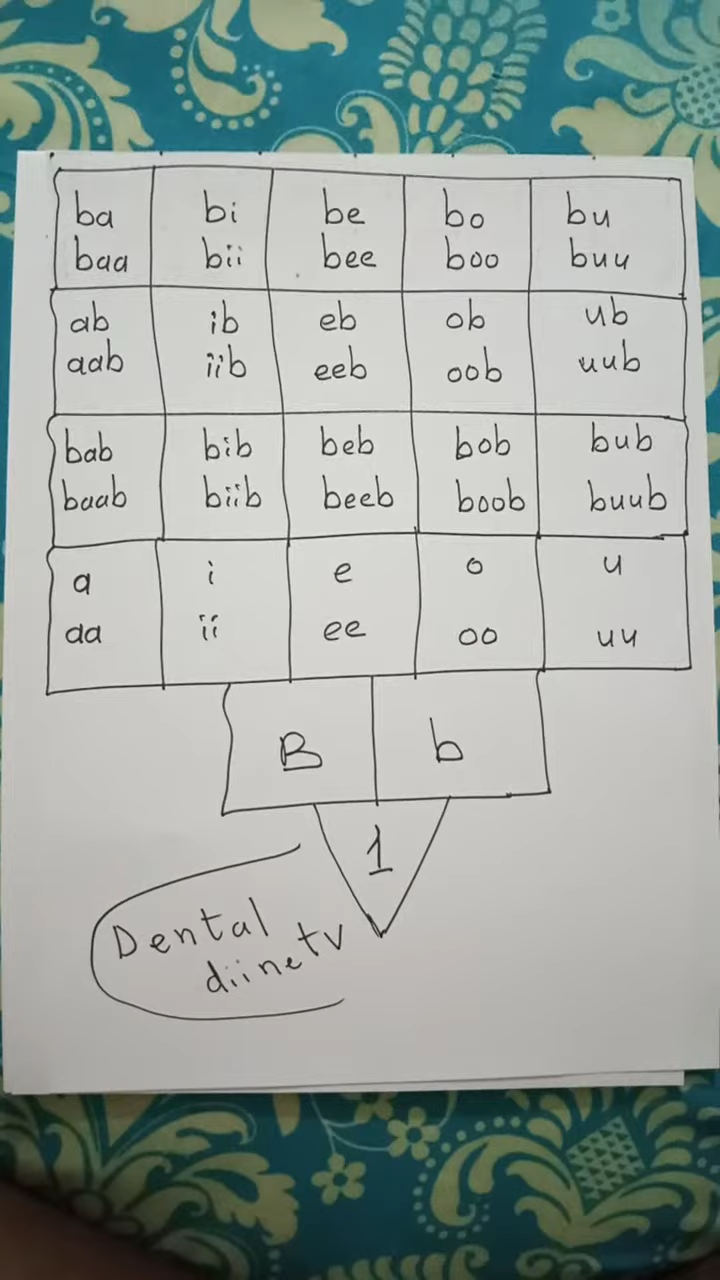 ba bi be bo bu
baa bii bee boo buu
ab ib eb ob ub
aab iib eeb oob uub
bab bib beb bob bub
baab biib beeb boob buub
a i e o u
aa ii ee oo uu
B b
1
Dental
diinetv